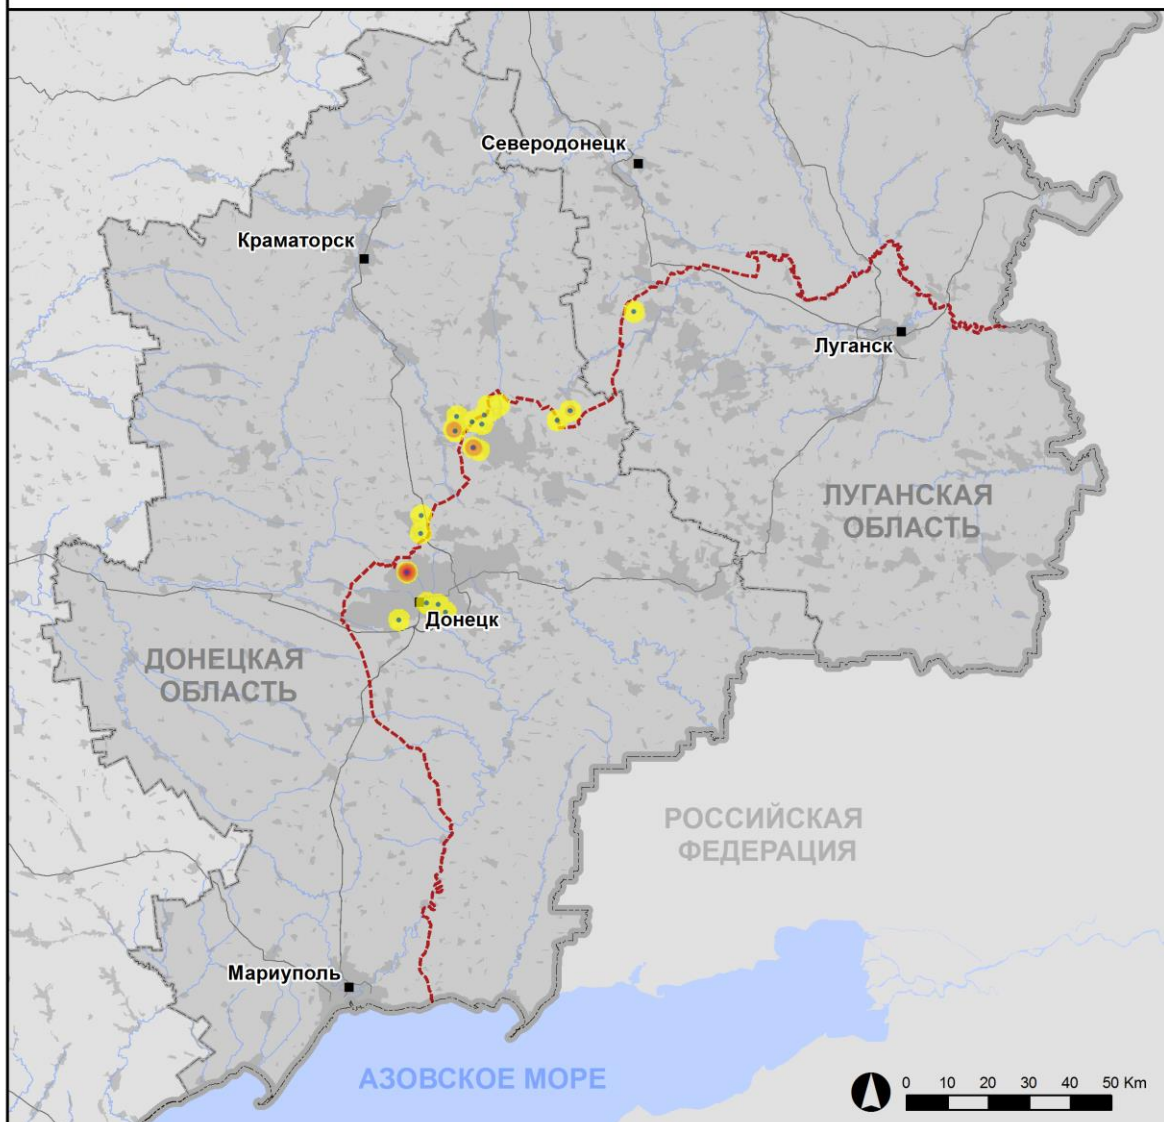 Северодонецк
Краматорск
Луганск
ЛУГАНСКАЯ
ОБЛАСТЬ
Донецк
ДОНЕЦКАЯ
ОБЛАСТЬ
РОССИЙСКАЯ
ФЕДЕРАЦИЯ
Мариуполь
АЗОВСКОЕ МОРЕ
0 10 20 30 40 50 Km